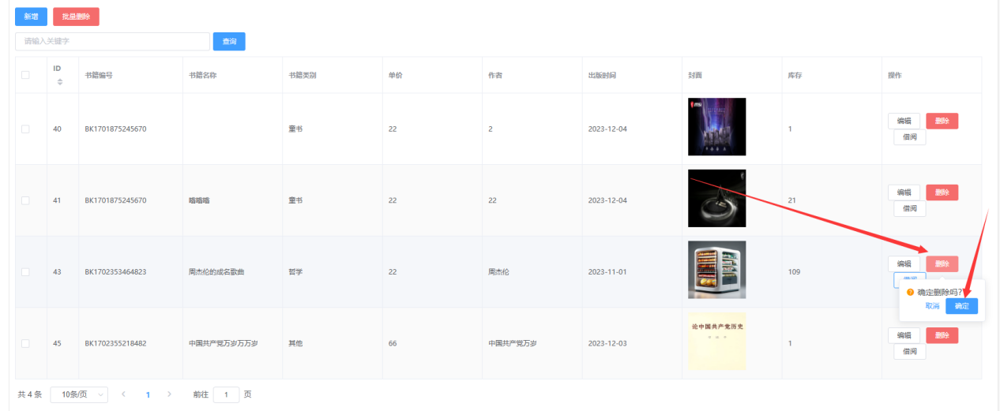 新增 批量删除
请输入关键字 查询
ID 书籍编号 书籍名称 书籍类别 单价 作者 出版时间 封面 库存 操作
msi
40 BK1701875245670 童书 22 2 2023-12-04 1 编辑 删除
借阅
41 BK1701875245670 嘻嘻嘻 童书 22 22 2023-12-04 21 编辑 删除
借阅
43 BK1702353464823 周杰伦的成名歌曲 哲学 22 周杰伦 2023-11-01 109 编辑 删除
确定删除吗?
取消 确定
论中国共产党历史
45 BK1702355218482 中国共产党万岁万万岁 其他 66 中国共产党万岁 2023-12-03 1 编辑 删除
借阅
共 4 条 10条/页 1 前往 1 页